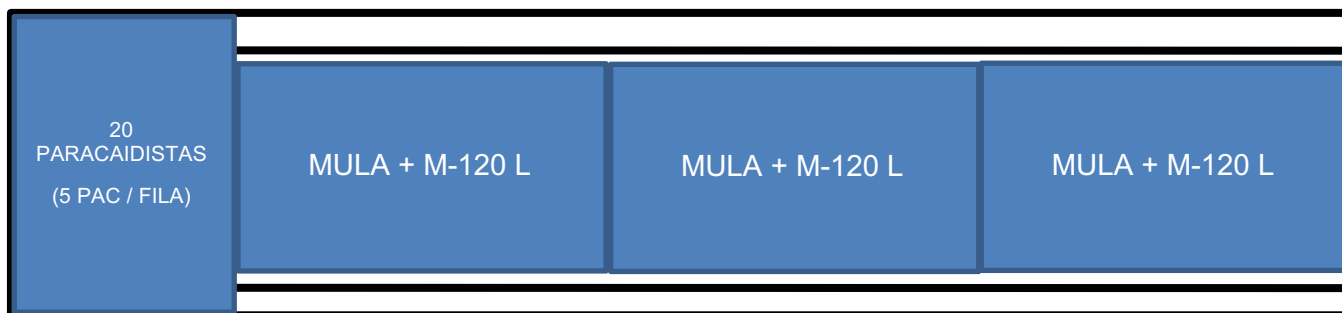 20
PARACAIDISTAS
(5 PAC / FILA)
MULA + M-120 L
MULA + M-120 L
MULA + M-120 L